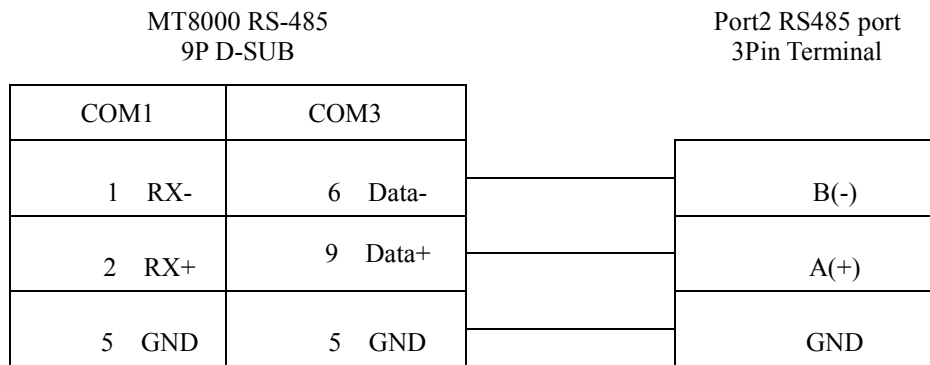 MT8000 RS-485 Port2 RS485 port
9P D-SUB 3Pin Terminal
COM1 COM3
1 RX- 6 Data- B(-)
2 RX+ 9 Data+ A(+)
5 GND 5 GND GND